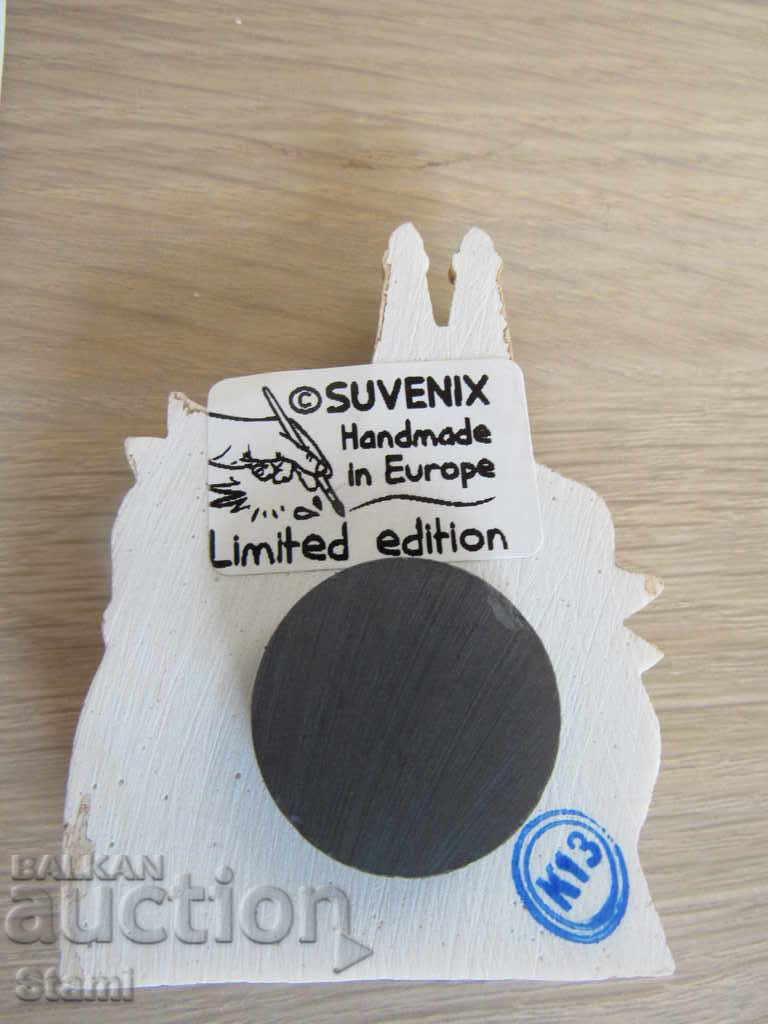 © SUVENIX
Handmade
in Europe
Limited edition
K13
BALKAN
auction
Stami